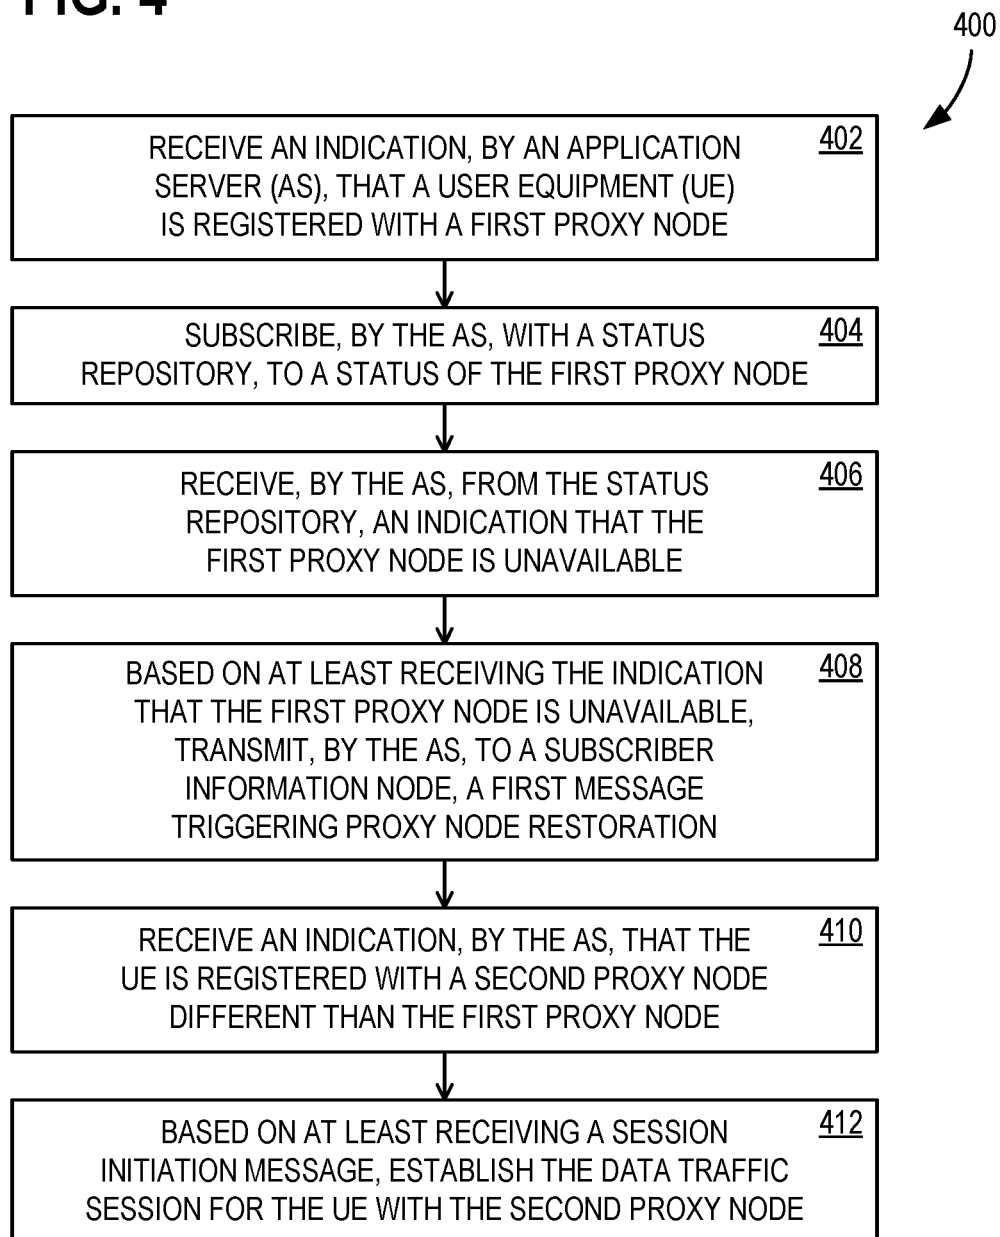 FIG. 4
400
402
RECEIVE AN INDICATION, BY AN APPLICATION
SERVER (AS), THAT A USER EQUIPMENT (UE)
IS REGISTERED WITH A FIRST PROXY NODE
404
SUBSCRIBE, BY THE AS, WITH A STATUS
REPOSITORY, TO A STATUS OF THE FIRST PROXY NODE
406
RECEIVE, BY THE AS, FROM THE STATUS
REPOSITORY, AN INDICATION THAT THE
FIRST PROXY NODE IS UNAVAILABLE
408
BASED ON AT LEAST RECEIVING THE INDICATION
THAT THE FIRST PROXY NODE IS UNAVAILABLE,
TRANSMIT, BY THE AS, TO A SUBSCRIBER
INFORMATION NODE, A FIRST MESSAGE
TRIGGERING PROXY NODE RESTORATION
410
RECEIVE AN INDICATION, BY THE AS, THAT THE
UE IS REGISTERED WITH A SECOND PROXY NODE
DIFFERENT THAN THE FIRST PROXY NODE
412
BASED ON AT LEAST RECEIVING A SESSION
INITIATION MESSAGE, ESTABLISH THE DATA TRAFFIC
SESSION FOR THE UE WITH THE SECOND PROXY NODE